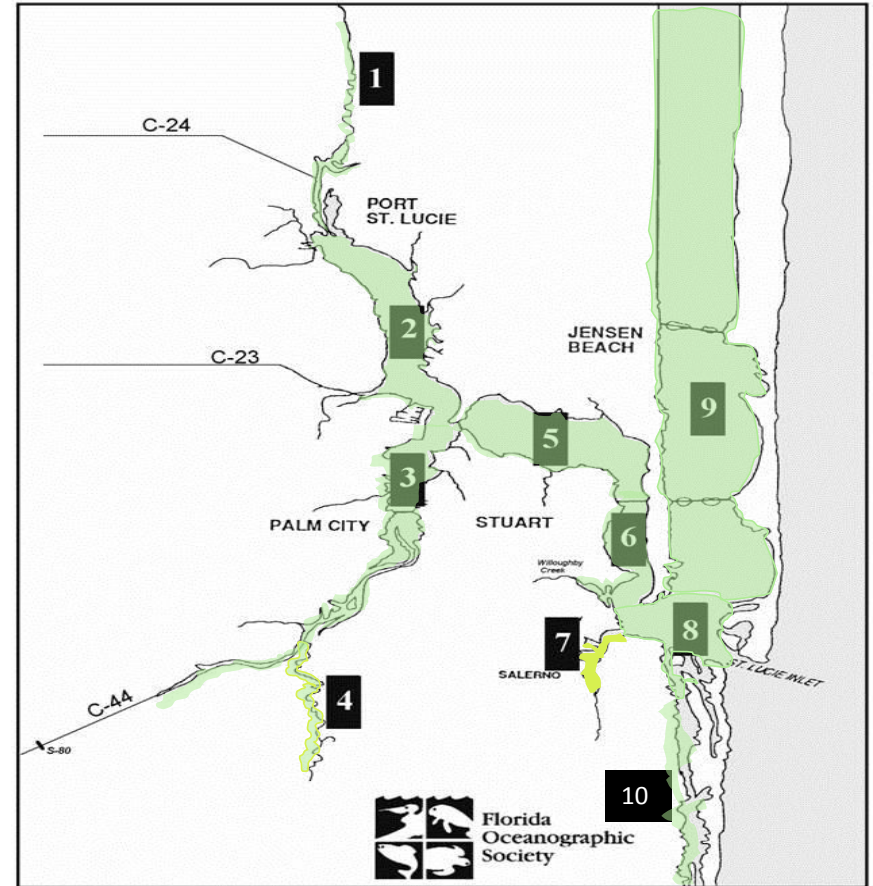 1
C-24
PORT
ST. LUCIE
2
JENSEN
BEACH
C-23
9
5
3
PALM CITY
STUART
6
Willoughby
Creek
7
8
SALERNO
ST. LUCIE INLET
4
C-44
S-80
10
Florida
Oceanographic
Society